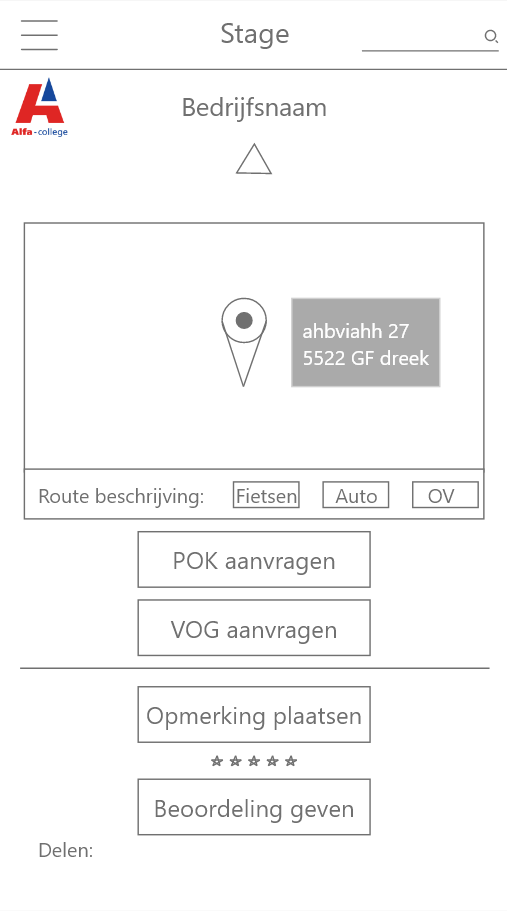 Stage
Alfa-college
Bedrijfsnaam
ahbviahh 27
5522 GF dreek
Route beschrijving: Fietsen Auto OV
POK aanvragen
VOG aanvragen
Opmerking plaatsen
Beoordeling geven
Delen: